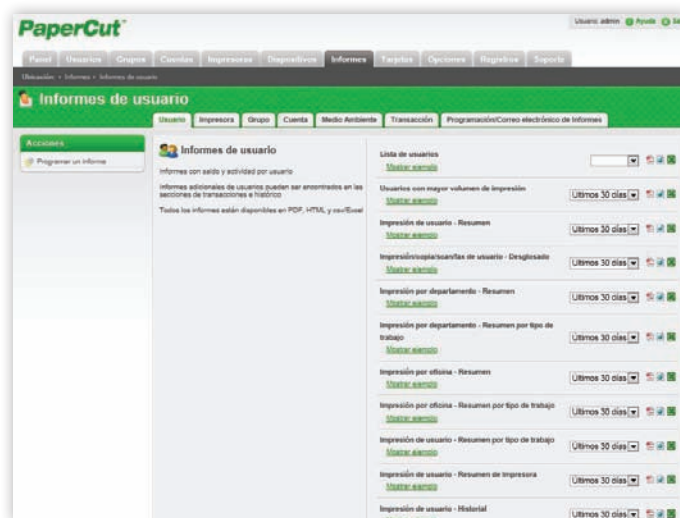 PaperCut
Usuario: admin Ayuda
Panel Usuarios Grupos Cuentas Impresoras Dispositivos Informes Tarjetas Opciones Registros Soporte
Ubicación • Informes • Informes de usuario
Informes de usuario
Usuario Impresora Grupo Cuenta Medio Ambiente Transacción Programación/Correo electrónico de Informes
Acciones
Programar un informe
Informes de usuario
Informes con saldo y actividad por usuario
Informes adicionales de usuarios pueden ser encontrados en las
secciones de transacciones e histórico
Todos los informes están disponibles en PDF, HTML y csv/Excel
Lista de usuarios
Mostrar ejemplo
Usuarios con mayor volumen de impresión Últimos 30 días
Mostrar ejemplo
Impresión de usuario - Resumen Últimos 30 días
Mostrar ejemplo
Impresión/copia/scan/fax de usuario - Desglosado Últimos 30 días
Mostrar ejemplo
Impresión por departamento - Resumen Últimos 30 días
Mostrar ejemplo
Impresión por departamento - Resumen por tipo de
trabajo Últimos 30 días
Mostrar ejemplo
Impresión por oficina - Resumen Últimos 30 días
Mostrar ejemplo
Impresión por oficina - Resumen por tipo de trabajo Últimos 30 días
Mostrar ejemplo
Impresión de usuario - Resumen por tipo de trabajo Últimos 30 días
Mostrar ejemplo
Impresión de usuario - Resumen de Impresora Últimos 30 días
Mostrar ejemplo
Impresión de usuario - Historial Últimos 30 días